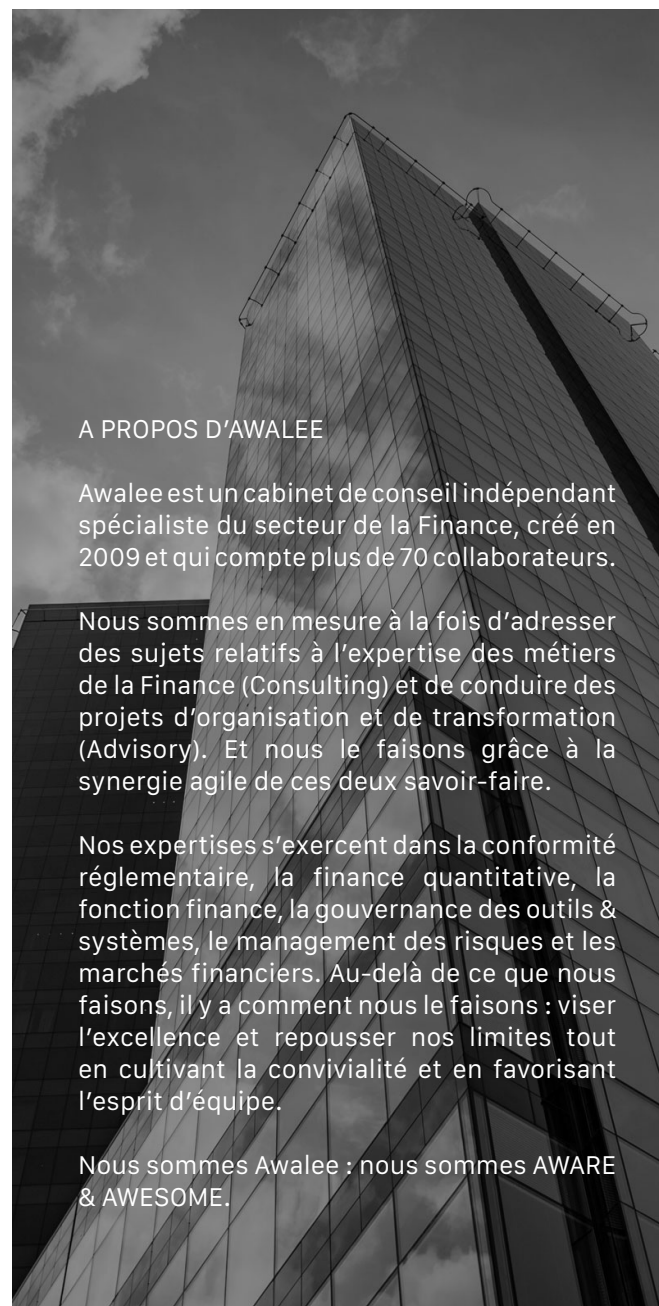 A PROPOS D’AWALEE
Awalee est un cabinet de conseil indépendant
spécialiste du secteur de la Finance, créé en
2009 et qui compte plus de 70 collaborateurs.
Nous sommes en mesure à la fois d’adresser
des sujets relatifs à l’expertise des métiers
de la Finance (Consulting) et de conduire des
projets d’organisation et de transformation
(Advisory). Et nous le faisons grâce à la
synergie agile de ces deux savoir-faire.
Nos expertises s’exercent dans la conformité
réglementaire, la finance quantitative, la
fonction finance, la gouvernance des outils &
systèmes, le management des risques et les
marchés financiers. Au-delà de ce que nous
faisons, il y a comment nous le faisons : viser
l’excellence et repousser nos limites tout
en cultivant la convivialité et en favorisant
l’esprit d’équipe.
Nous sommes Awalee : nous sommes AWARE
& AWESOME.